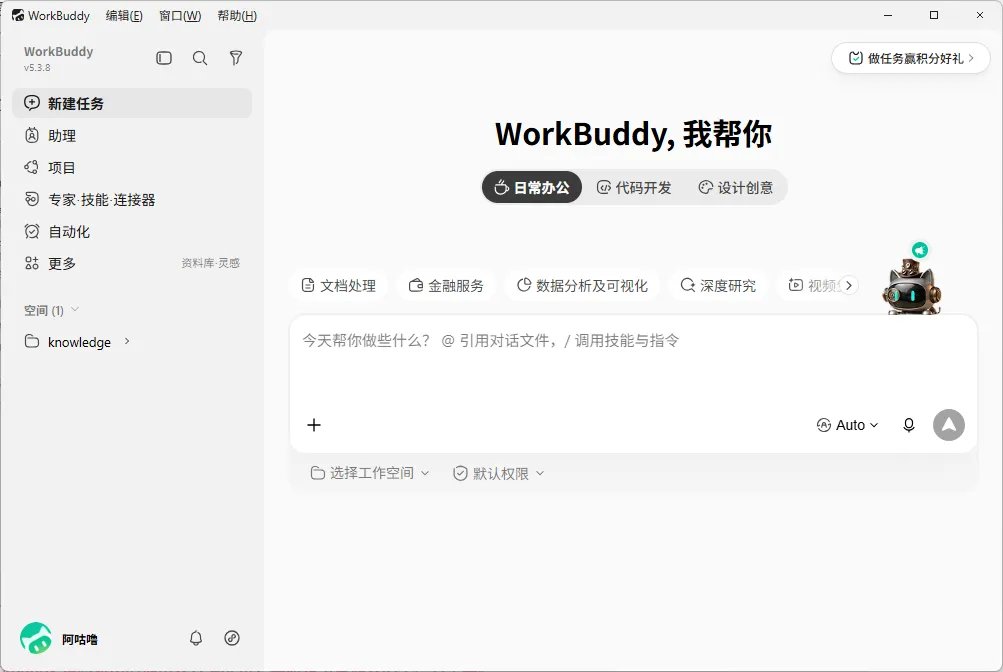 WorkBuddy 编辑(E) 窗口(W) 帮助(H)
WorkBuddy
v5.3.8
做任务赢积分好礼
新建任务
助理
项目
专家·技能·连接器
自动化
更多 资料库·灵感
空间 (1)
knowledge
WorkBuddy, 我帮你
日常办公 代码开发 设计创意
文档处理 金融服务 数据分析及可视化 深度研究 视频
今天帮你做些什么？ @ 引用对话文件，/ 调用技能与指令
Auto
选择工作空间 默认权限
阿咕噜